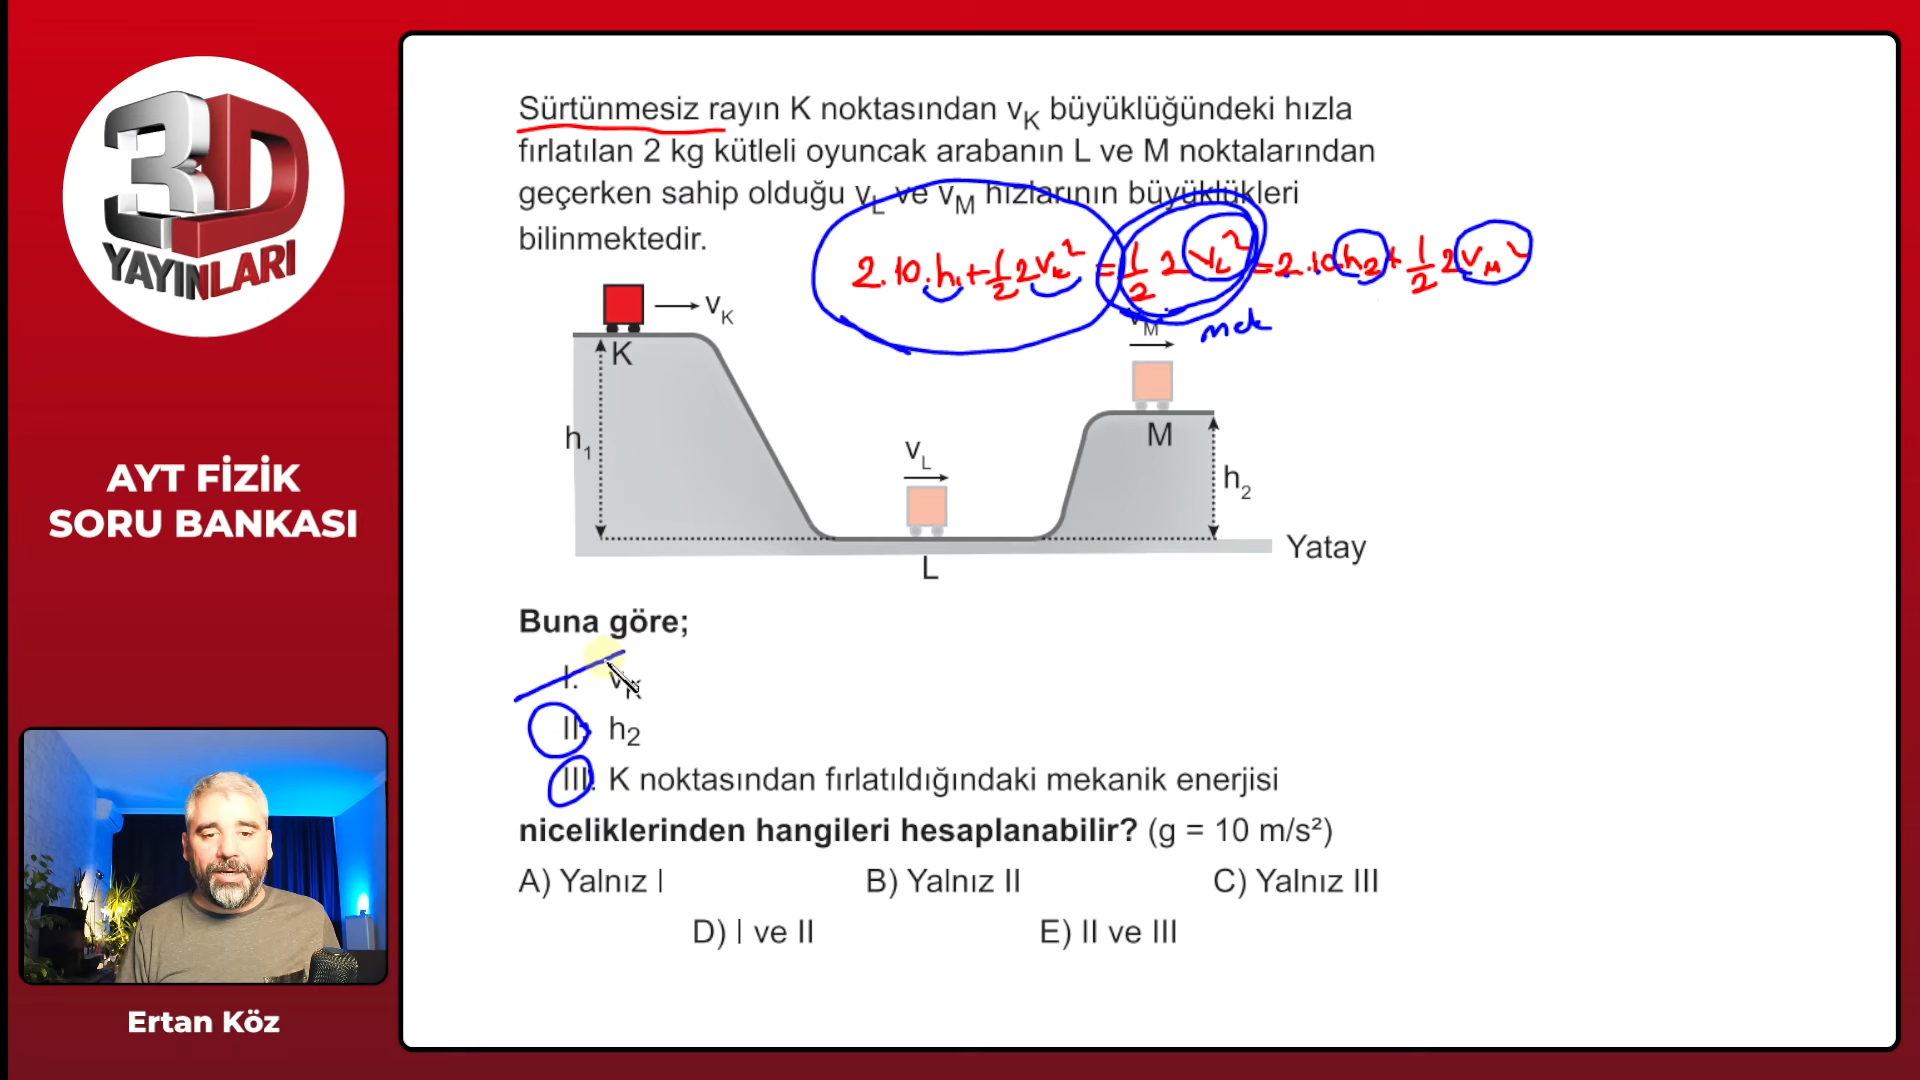 3D
YAYINLARI
AYT FİZİK
SORU BANKASI
Ertan Köz
Sürtünmesiz rayın K noktasından vK büyüklüğündeki hızla
fırlatılan 2 kg kütleli oyuncak arabanın L ve M noktalarından
geçerken sahip olduğu vL ve vM hızlarının büyüklükleri
bilinmektedir.
2.10.h1+1/2 2vK² = 1/2 2 vL² = 2.10.h2+1/2 2vM²
mek
vK
K
vM
M
h1
vL
h2
L
Yatay
Buna göre;
I. vK
II. h2
III. K noktasından fırlatıldığındaki mekanik enerjisi
niceliklerinden hangileri hesaplanabilir? (g = 10 m/s²)
A) Yalnız I B) Yalnız II C) Yalnız III
D) I ve II E) II ve III